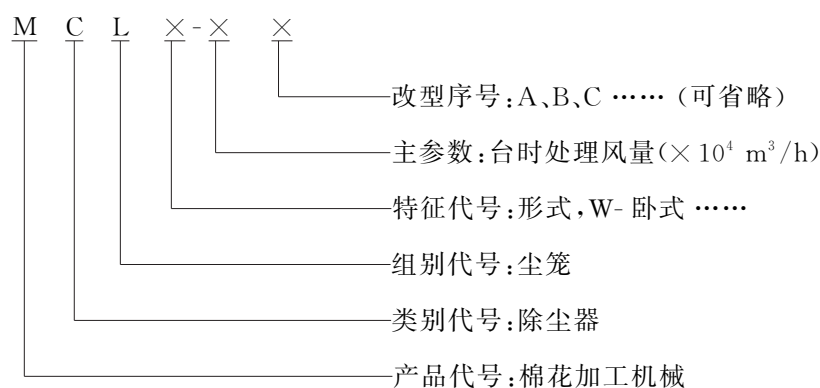 M C L ×-× ×
改型序号:A、B、C ……(可省略)
主参数:台时处理风量(×10⁴ m³/h)
特征代号:形式,W-卧式 ……
组别代号:尘笼
类别代号:除尘器
产品代号:棉花加工机械